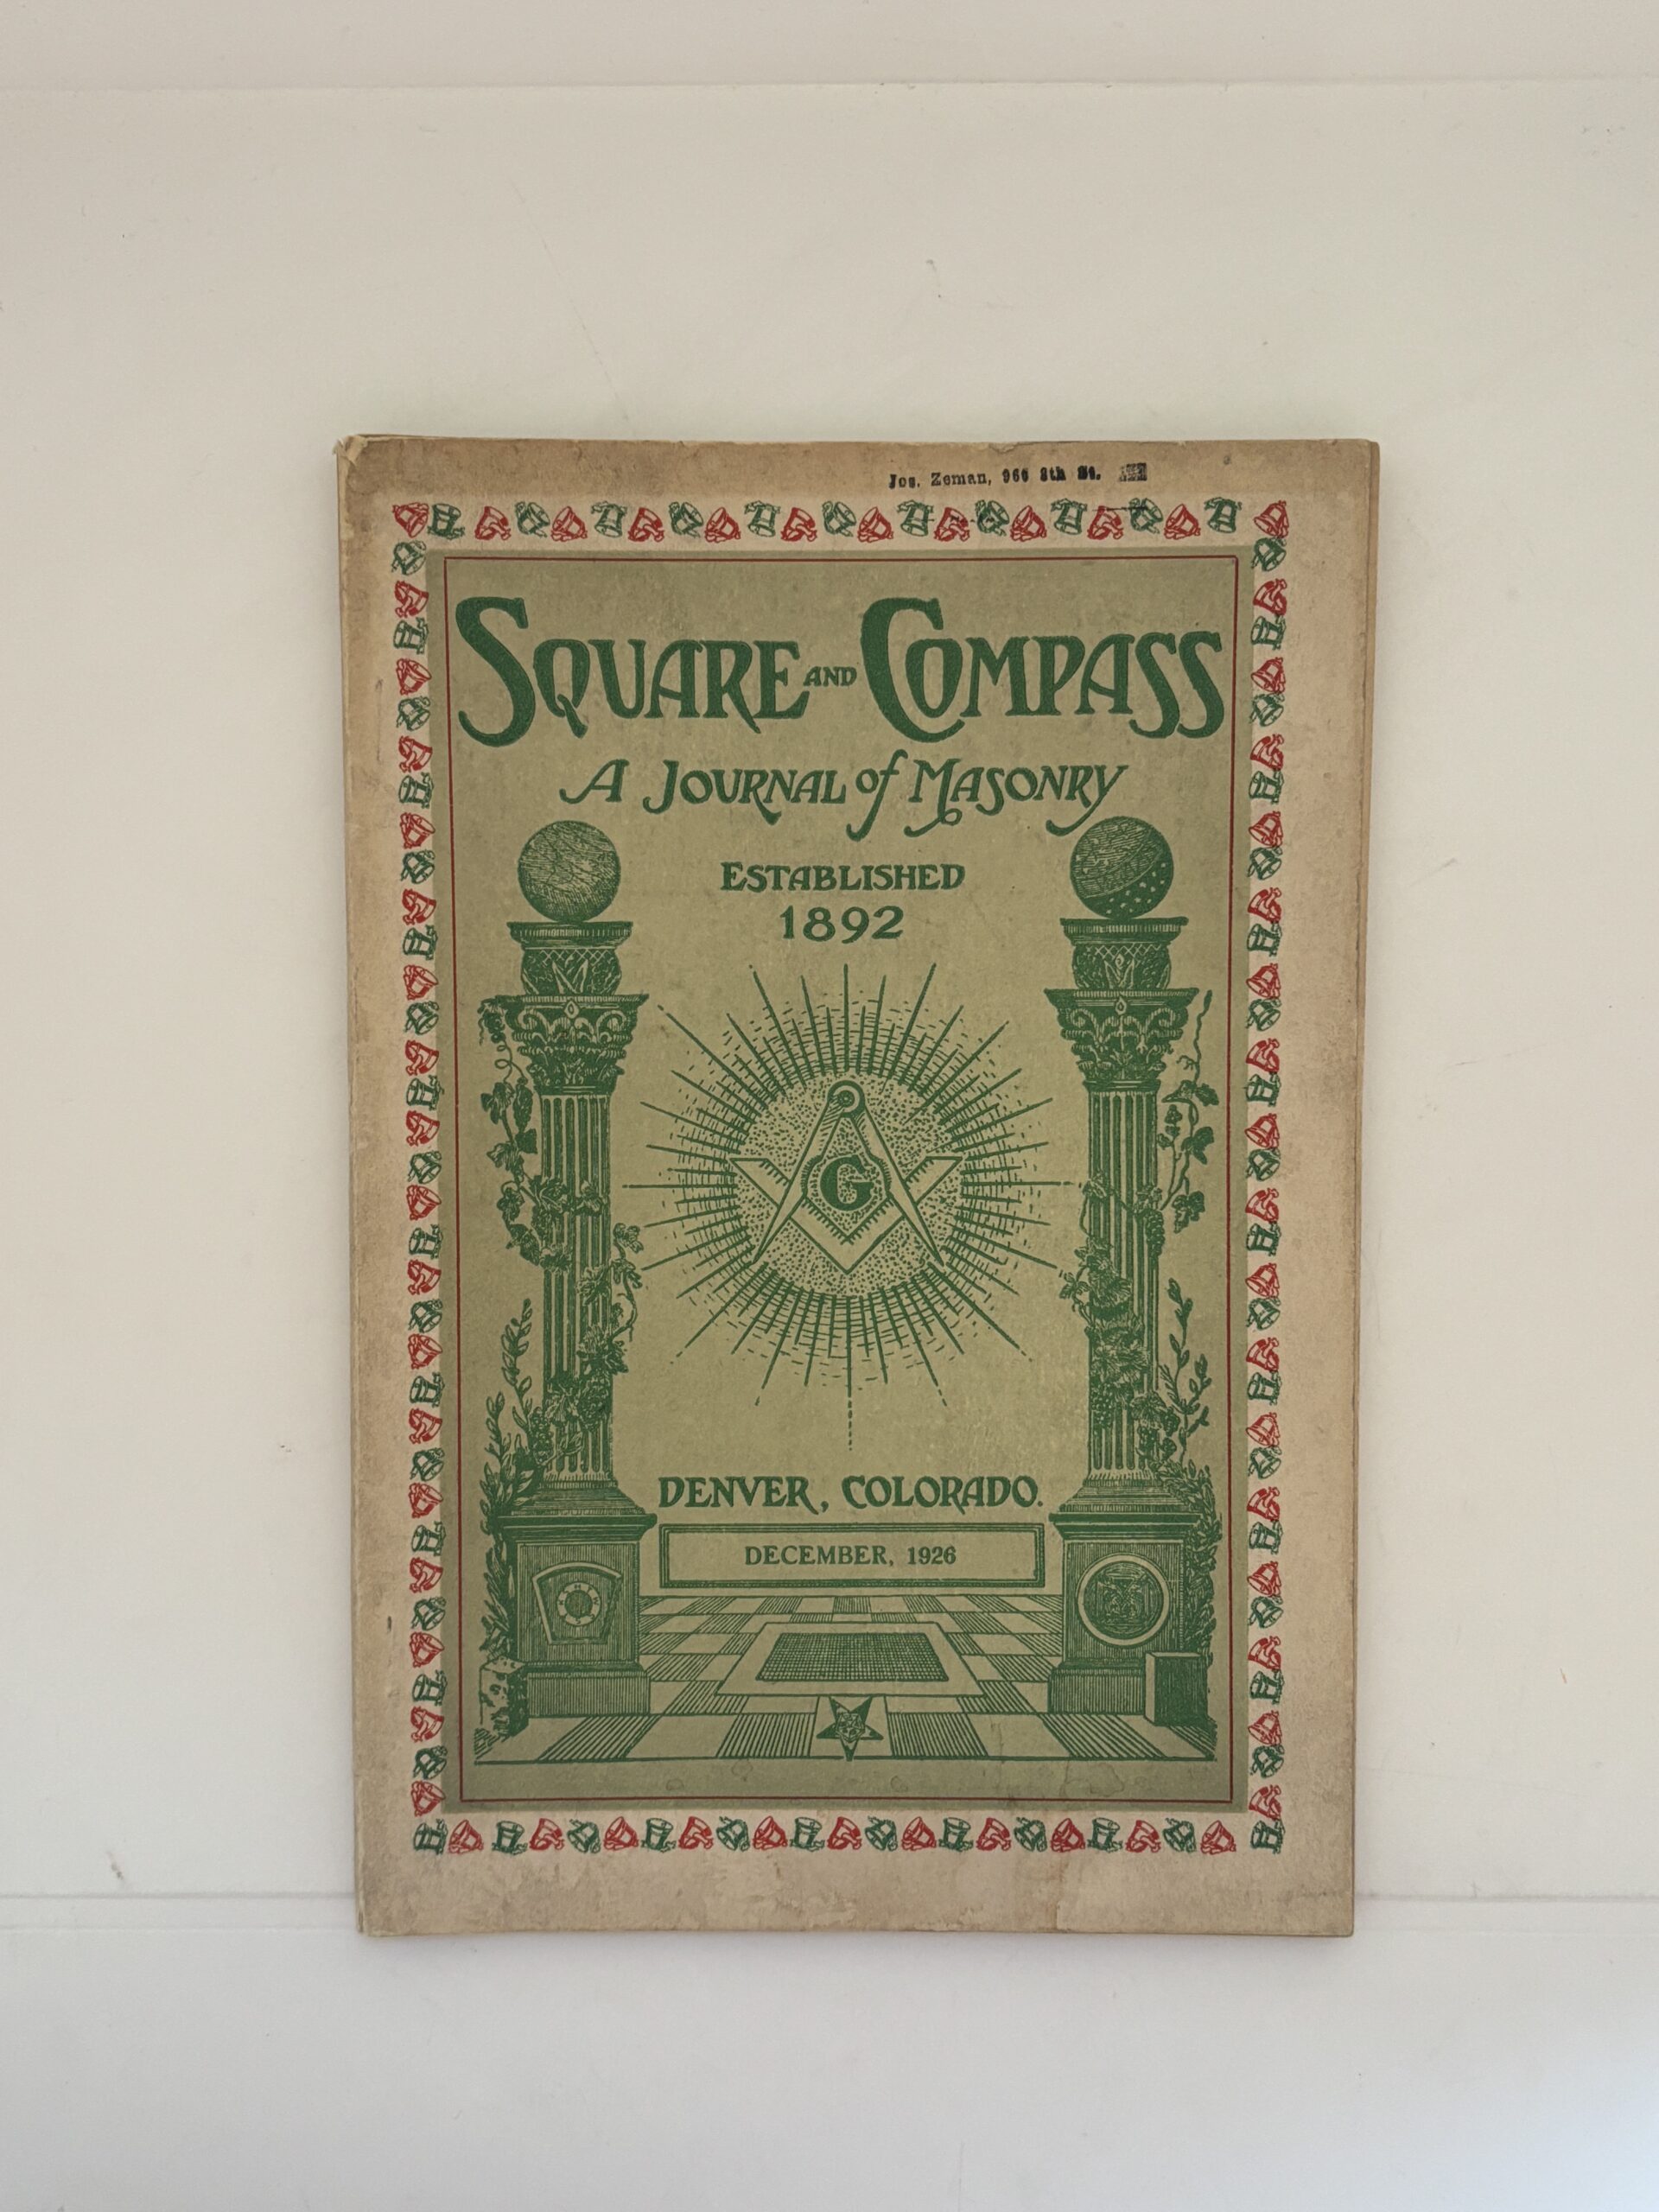 Jos. Zeman, 966 8th St.
SQUARE AND COMPASS
A JOURNAL of MASONRY
ESTABLISHED
1892
G
DENVER, COLORADO.
DECEMBER, 1926